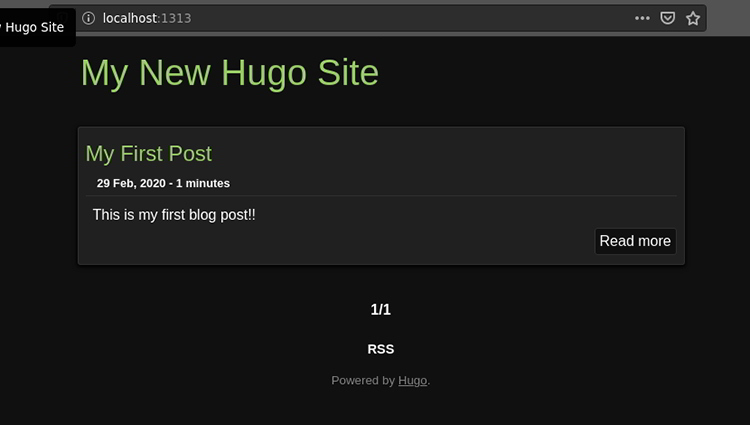 localhost:1313
Hugo Site
My New Hugo Site
My First Post
29 Feb, 2020 - 1 minutes
This is my first blog post!!
Read more
1/1
RSS
Powered by Hugo.